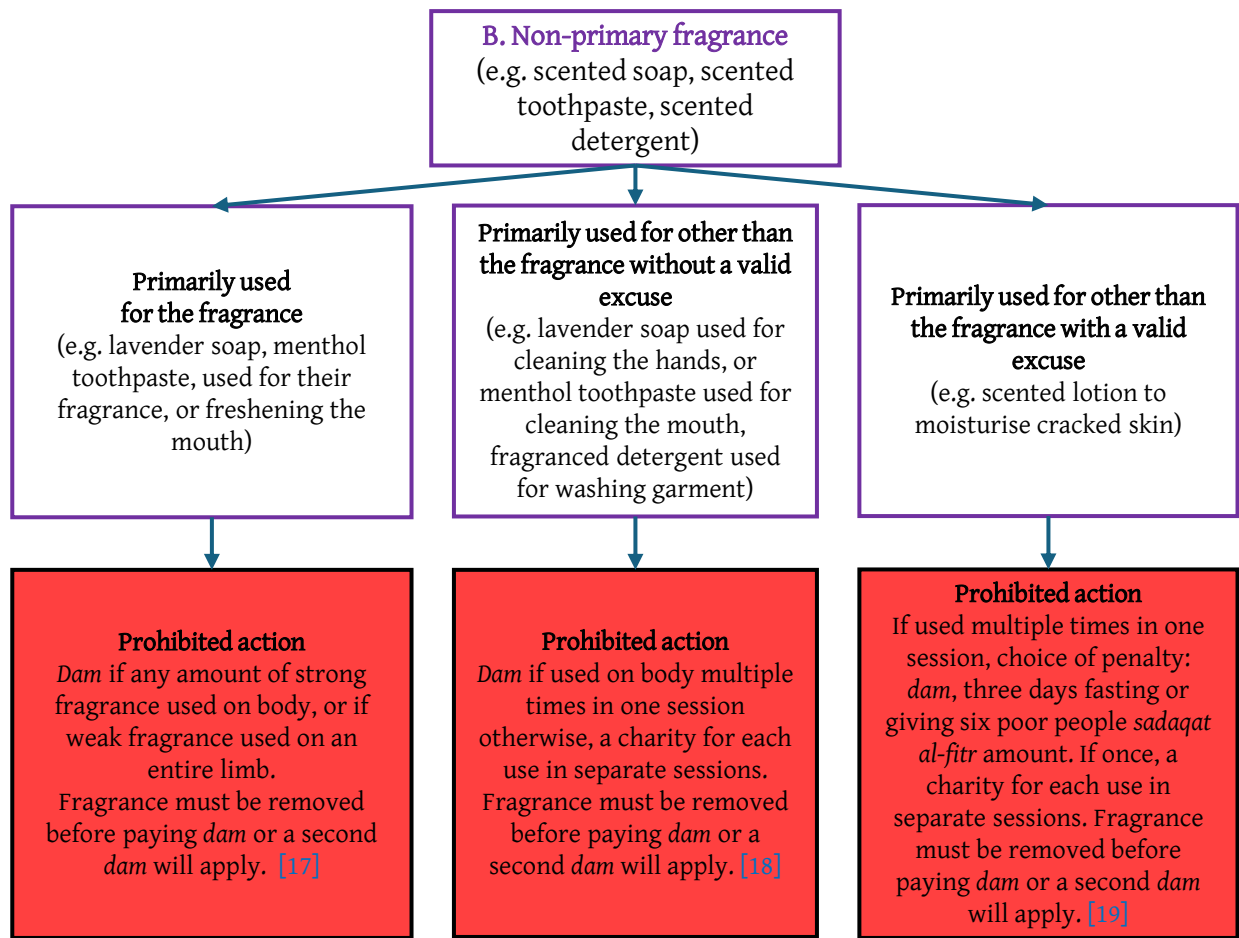 B. Non-primary fragrance
(e.g. scented soap, scented
toothpaste, scented
detergent)
Primarily used
for the fragrance
(e.g. lavender soap, menthol
toothpaste, used for their
fragrance, or freshening the
mouth)
Primarily used for other than
the fragrance without a valid
excuse
(e.g. lavender soap used for
cleaning the hands, or
menthol toothpaste used for
cleaning the mouth,
fragranced detergent used
for washing garment)
Primarily used for other than
the fragrance with a valid
excuse
(e.g. scented lotion to
moisturise cracked skin)
Prohibited action
Dam if any amount of strong
fragrance used on body, or if
weak fragrance used on an
entire limb.
Fragrance must be removed
before paying dam or a second
dam will apply. [17]
Prohibited action
Dam if used on body multiple
times in one session
otherwise, a charity for each
use in separate sessions.
Fragrance must be removed
before paying dam or a
second dam will apply. [18]
Prohibited action
If used multiple times in one
session, choice of penalty:
dam, three days fasting or
giving six poor people sadaqat
al-fitr amount. If once, a
charity for each use in
separate sessions. Fragrance
must be removed before
paying dam or a second dam
will apply. [19]